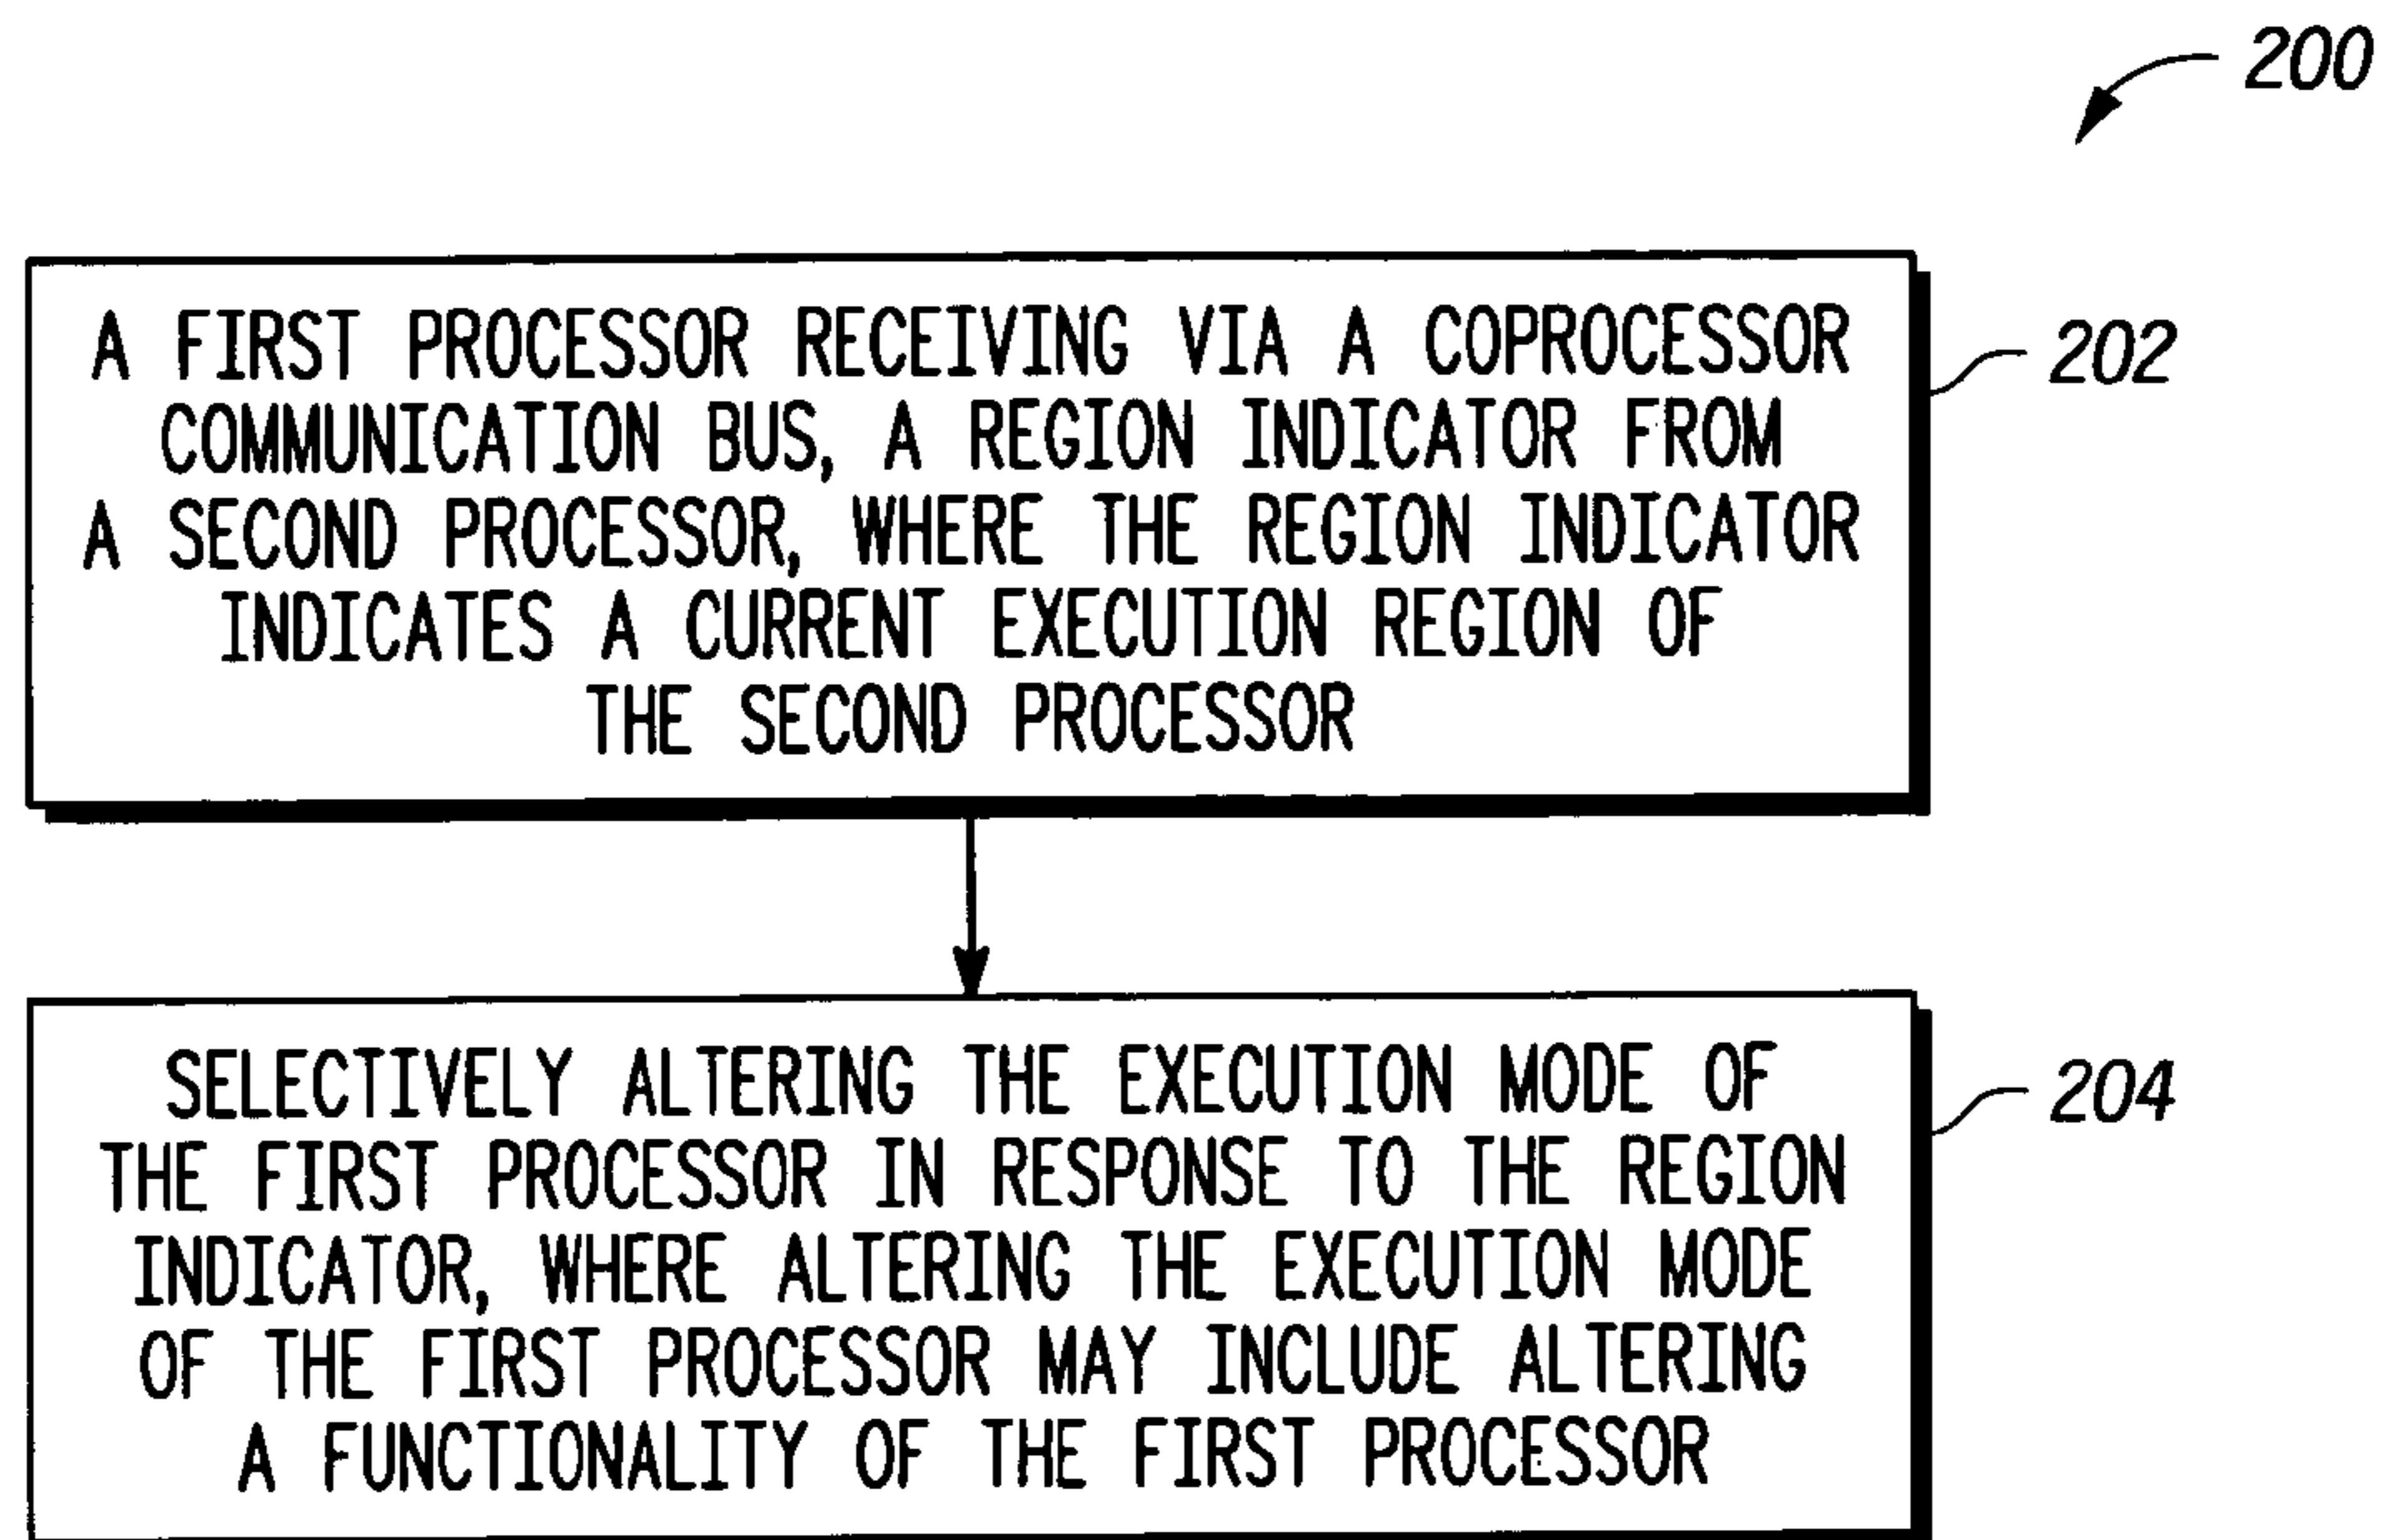 200
A FIRST PROCESSOR RECEIVING VIA A COPROCESSOR
COMMUNICATION BUS, A REGION INDICATOR FROM
A SECOND PROCESSOR, WHERE THE REGION INDICATOR
INDICATES A CURRENT EXECUTION REGION OF
THE SECOND PROCESSOR
202
SELECTIVELY ALTERING THE EXECUTION MODE OF
THE FIRST PROCESSOR IN RESPONSE TO THE REGION
INDICATOR, WHERE ALTERING THE EXECUTION MODE
OF THE FIRST PROCESSOR MAY INCLUDE ALTERING
A FUNCTIONALITY OF THE FIRST PROCESSOR
204